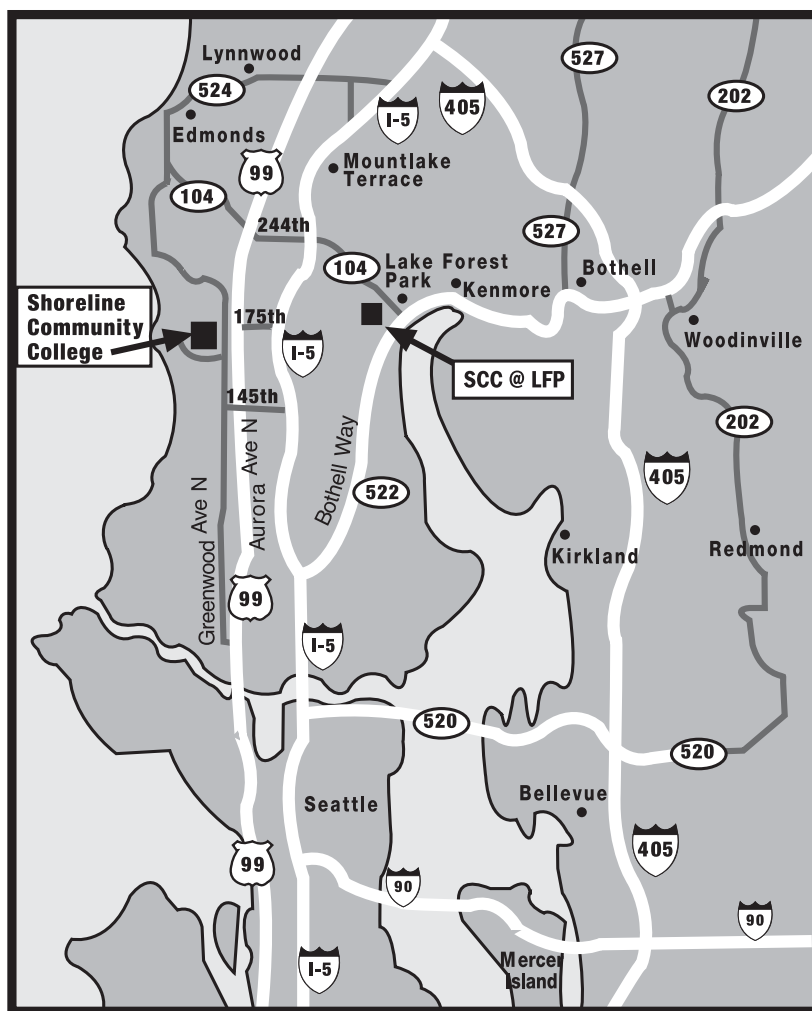 Lynnwood
527
524
202
405
I-5
Edmonds
99
Mountlake
Terrace
104
244th
527
104
Lake Forest
Park
Bothell
Kenmore
Shoreline
Community
College
175th
I-5
Woodinville
SCC @ LFP
145th
202
Greenwood Ave N
Aurora Ave N
Bothell Way
405
522
Redmond
Kirkland
99
I-5
520
520
Seattle
Bellevue
405
99
90
90
I-5
Mercer
Island